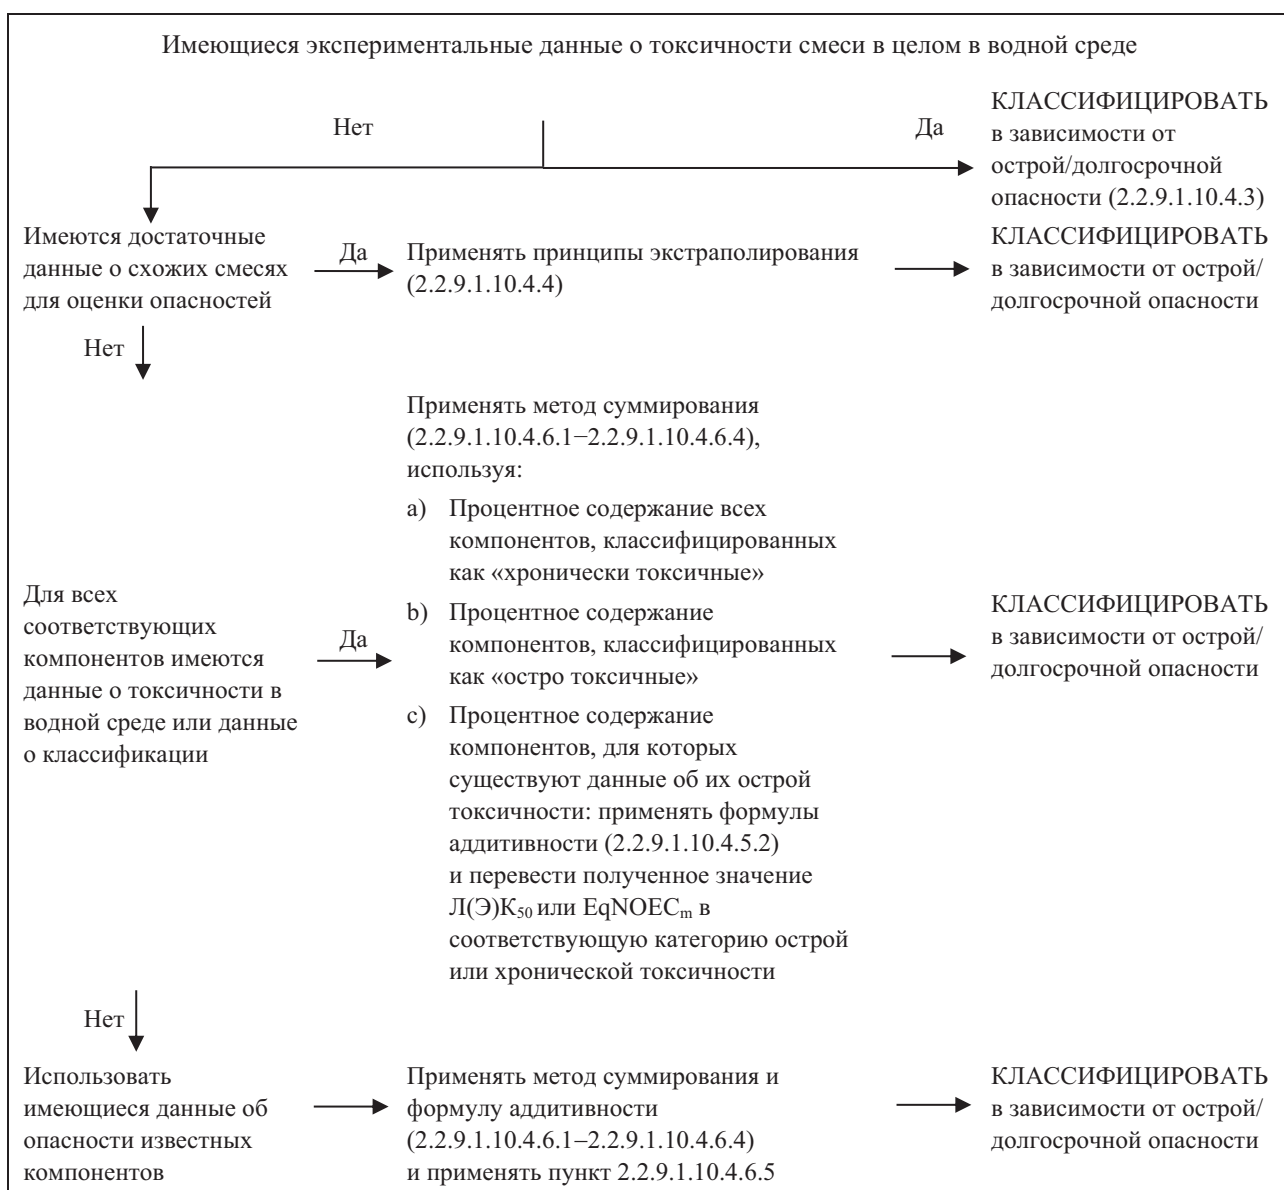 Имеющиеся экспериментальные данные о токсичности смеси в целом в водной среде
Нет
Да
КЛАССИФИЦИРОВАТЬ
в зависимости от
острой/долгосрочной
опасности (2.2.9.1.10.4.3)
Имеются достаточные
данные о схожих смесях
для оценки опасностей
Да
Применять принципы экстраполирования
(2.2.9.1.10.4.4)
КЛАССИФИЦИРОВАТЬ
в зависимости от острой/
долгосрочной опасности
Нет
Для всех
соответствующих
компонентов имеются
данные о токсичности в
водной среде или данные
о классификации
Да
Применять метод суммирования
(2.2.9.1.10.4.6.1−2.2.9.1.10.4.6.4),
используя:
a) Процентное содержание всех
компонентов, классифицированных
как «хронически токсичные»
b) Процентное содержание
компонентов, классифицированных
как «остро токсичные»
c) Процентное содержание
компонентов, для которых
существуют данные об их острой
токсичности: применять формулы
аддитивности (2.2.9.1.10.4.5.2)
и перевести полученное значение
Л(Э)К₅₀ или EqNOECₘ в
соответствующую категорию острой
или хронической токсичности
КЛАССИФИЦИРОВАТЬ
в зависимости от острой/
долгосрочной опасности
Нет
Использовать
имеющиеся данные об
опасности известных
компонентов
Применять метод суммирования и
формулу аддитивности
(2.2.9.1.10.4.6.1–2.2.9.1.10.4.6.4)
и применять пункт 2.2.9.1.10.4.6.5
КЛАССИФИЦИРОВАТЬ
в зависимости от острой/
долгосрочной опасности